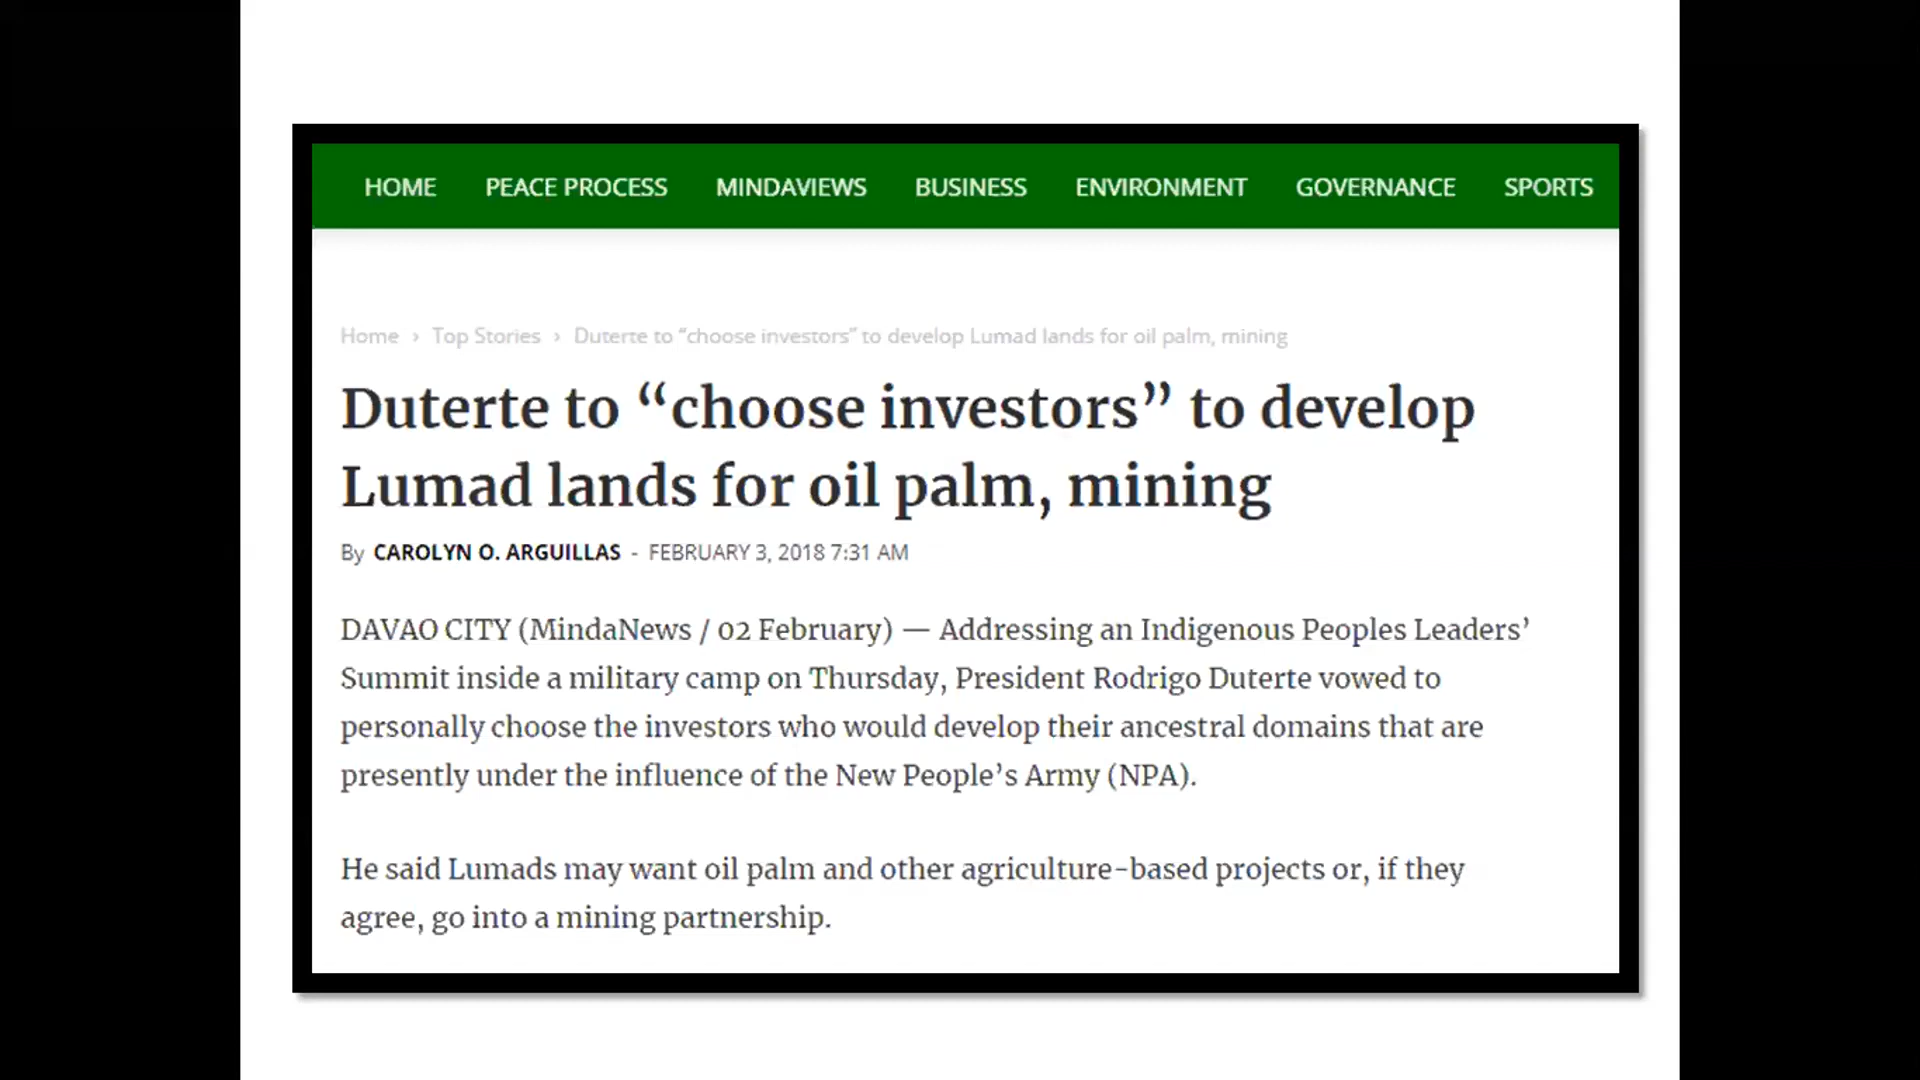 HOME PEACE PROCESS MINDAVIEWS BUSINESS ENVIRONMENT GOVERNANCE SPORTS
Home › Top Stories › Duterte to “choose investors” to develop Lumad lands for oil palm, mining
Duterte to “choose investors” to develop
Lumad lands for oil palm, mining
By CAROLYN O. ARGUILLAS - FEBRUARY 3, 2018 7:31 AM
DAVAO CITY (MindaNews / 02 February) — Addressing an Indigenous Peoples Leaders’
Summit inside a military camp on Thursday, President Rodrigo Duterte vowed to
personally choose the investors who would develop their ancestral domains that are
presently under the influence of the New People’s Army (NPA).
He said Lumads may want oil palm and other agriculture-based projects or, if they
agree, go into a mining partnership.